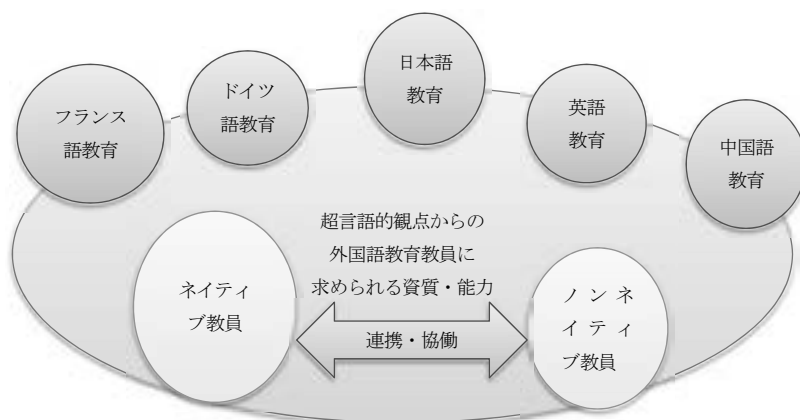 フランス
語教育
ドイツ
語教育
日本語
教育
英語
教育
中国語
教育
超言語的観点からの
外国語教育教員に
求められる資質・能力
ネイティ
ブ教員
連携・協働
ノンネ
イティ
ブ教員